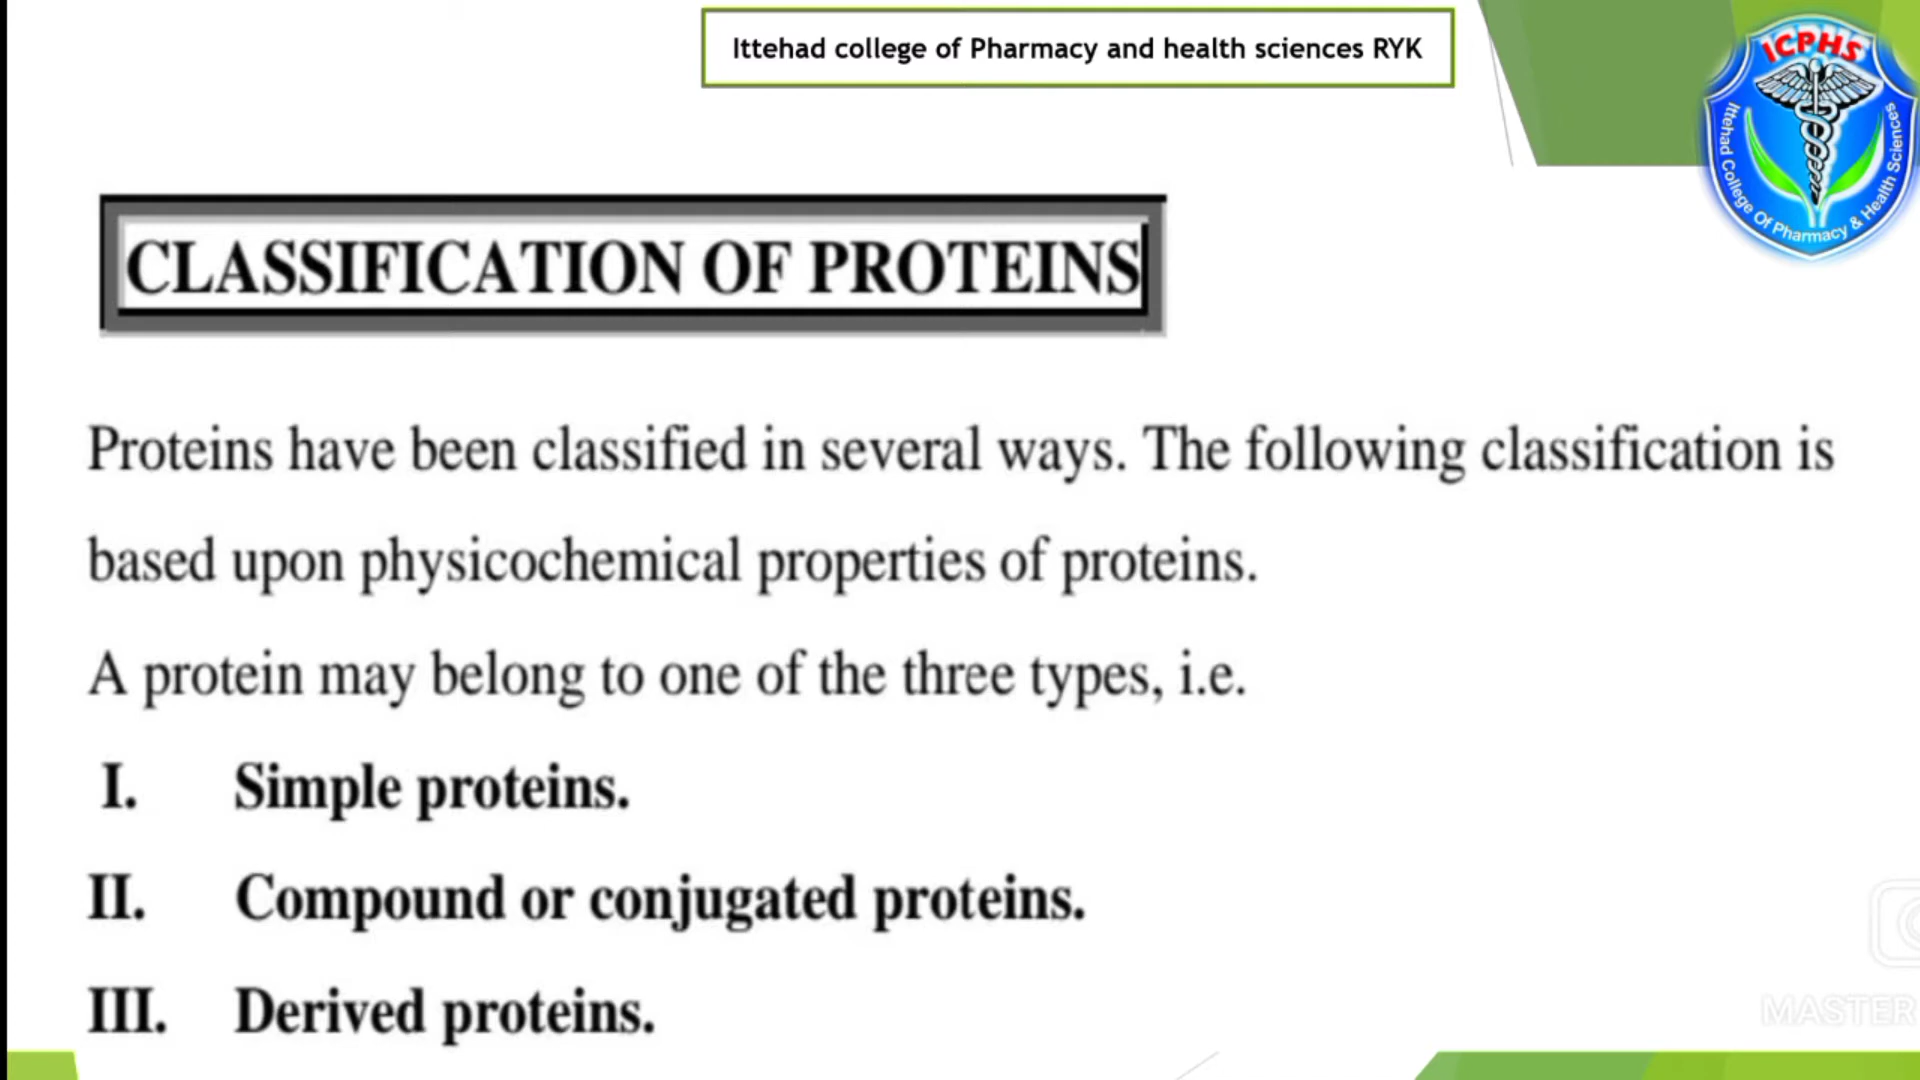 Ittehad college of Pharmacy and health sciences RYK
ICPHS
Ittehad College Of Pharmacy & Health Sciences
CLASSIFICATION OF PROTEINS
Proteins have been classified in several ways. The following classification is
based upon physicochemical properties of proteins.
A protein may belong to one of the three types, i.e.
I. Simple proteins.
II. Compound or conjugated proteins.
III. Derived proteins.
MASTER